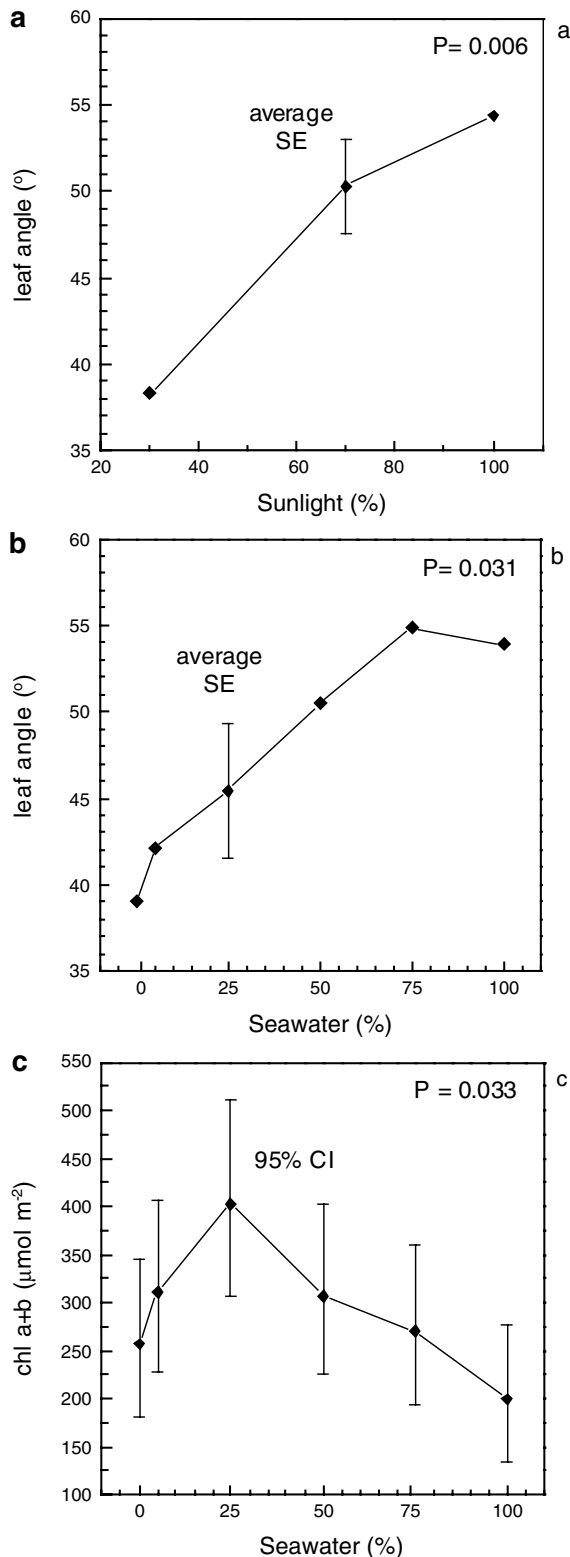 a
60
a
P= 0.006
55
average
SE
50
leaf angle (º)
45
40
35
20
40
60
80
100
Sunlight (%)
b
60
b
P= 0.031
55
average
SE
50
leaf angle (º)
45
40
35
0
25
50
75
100
Seawater (%)
c
550
c
P = 0.033
500
450
95% CI
400
350
chl a+b (μmol m⁻²)
300
250
200
150
100
0
25
50
75
100
Seawater (%)